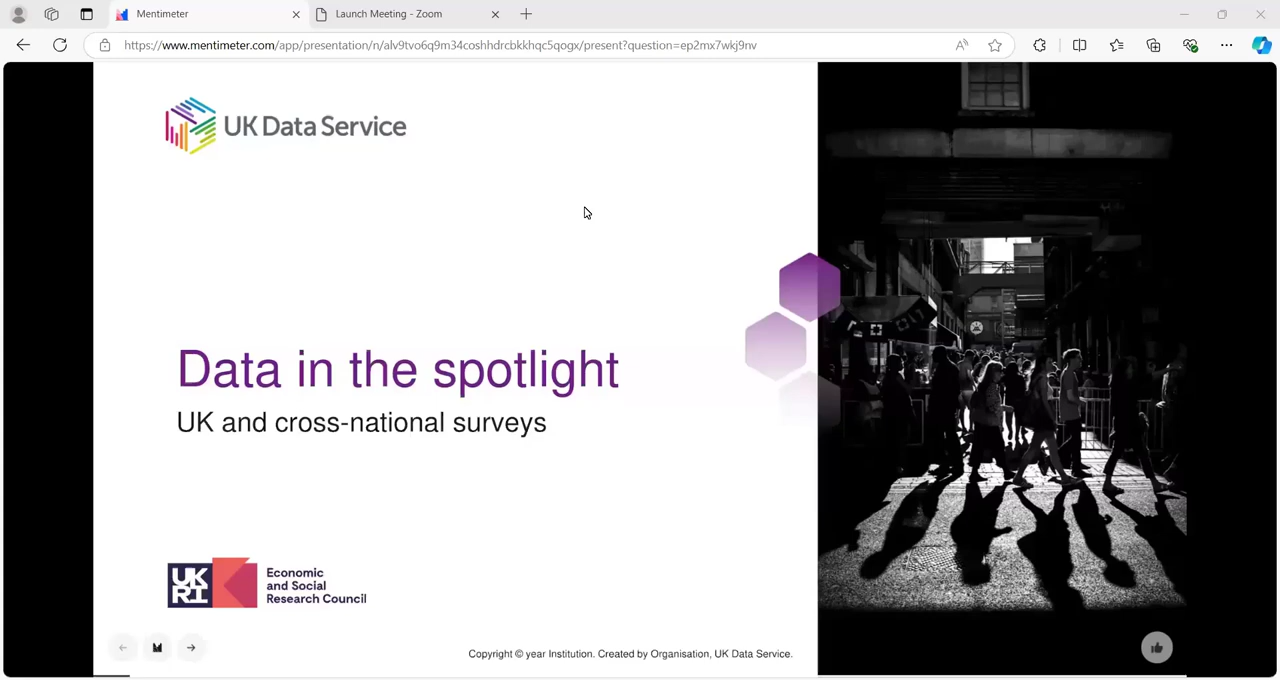 Mentimeter
Launch Meeting - Zoom
https://www.mentimeter.com/app/presentation/n/alv9tvo6q9m34coshhdrcbkkhqc5qogx/present?question=ep2mx7wkj9nv
UK Data Service
Data in the spotlight
UK and cross-national surveys
UK
RI
Economic
and Social
Research Council
Copyright © year Institution. Created by Organisation, UK Data Service.